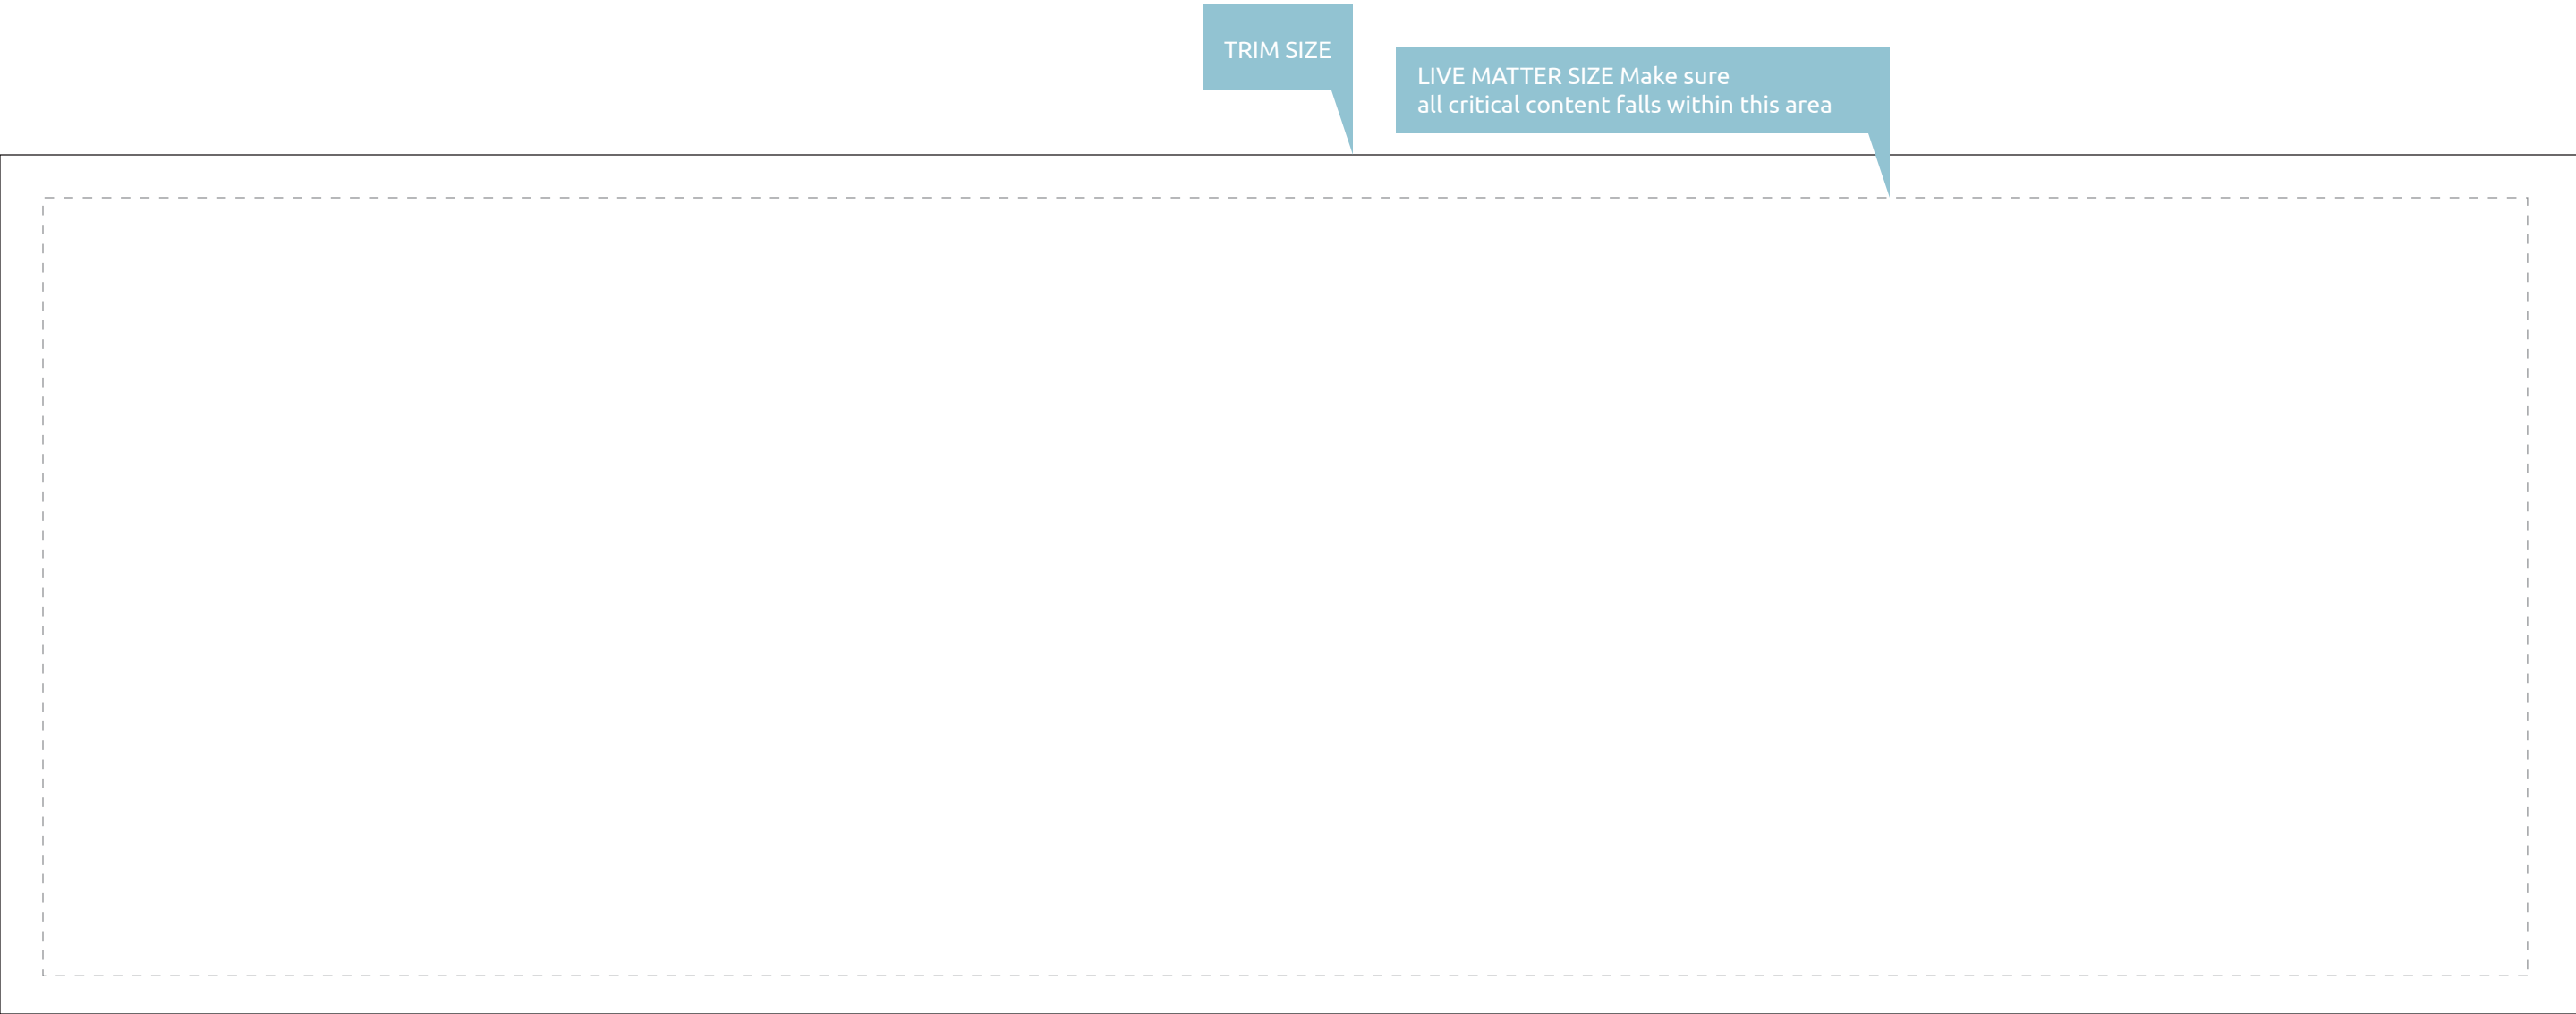 TRIM SIZE
LIVE MATTER SIZE Make sure
all critical content falls within this area